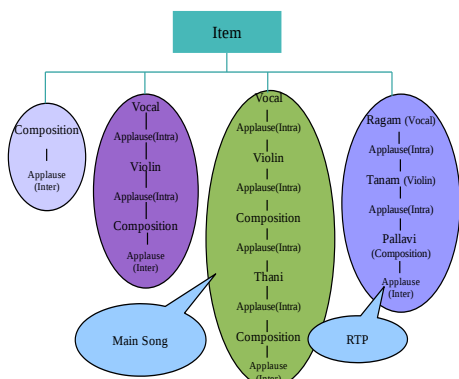 Item
Composition
Applause
(Inter)
Vocal
Applause(Intra)
Violin
Applause(Intra)
Composition
Applause
(Inter)
Vocal
Applause(Intra)
Violin
Applause(Intra)
Composition
Applause(Intra)
Thani
Applause(Intra)
Composition
Applause
(Inter)
Ragam (Vocal)
Applause(Intra)
Tanam (Violin)
Applause(Intra)
Pallavi
(Composition)
Applause
(Inter)
Main Song
RTP